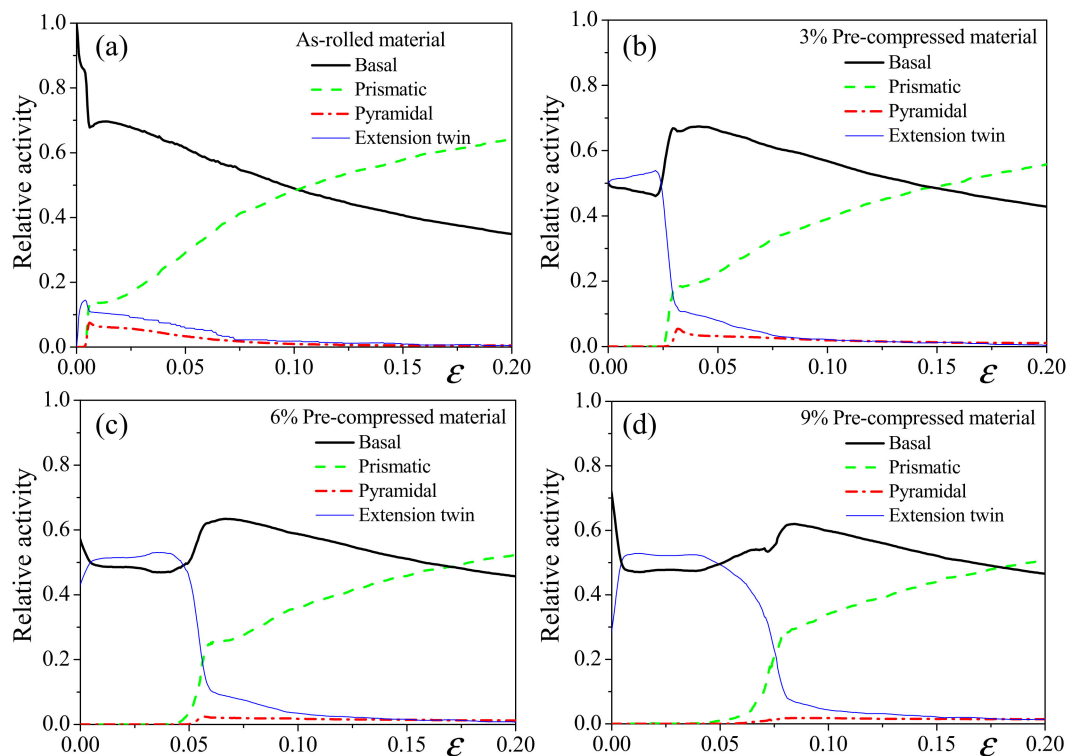 (a)
As-rolled material
Basal
Prismatic
Pyramidal
Extension twin
Relative activity
1.0
0.8
0.6
0.4
0.2
0.0
0.00 0.05 0.10 0.15 0.20
ε
(b)
3% Pre-compressed material
Basal
Prismatic
Pyramidal
Extension twin
Relative activity
1.0
0.8
0.6
0.4
0.2
0.0
0.00 0.05 0.10 0.15 0.20
ε
(c)
6% Pre-compressed material
Basal
Prismatic
Pyramidal
Extension twin
Relative activity
1.0
0.8
0.6
0.4
0.2
0.0
0.00 0.05 0.10 0.15 0.20
ε
(d)
9% Pre-compressed material
Basal
Prismatic
Pyramidal
Extension twin
Relative activity
1.0
0.8
0.6
0.4
0.2
0.0
0.00 0.05 0.10 0.15 0.20
ε